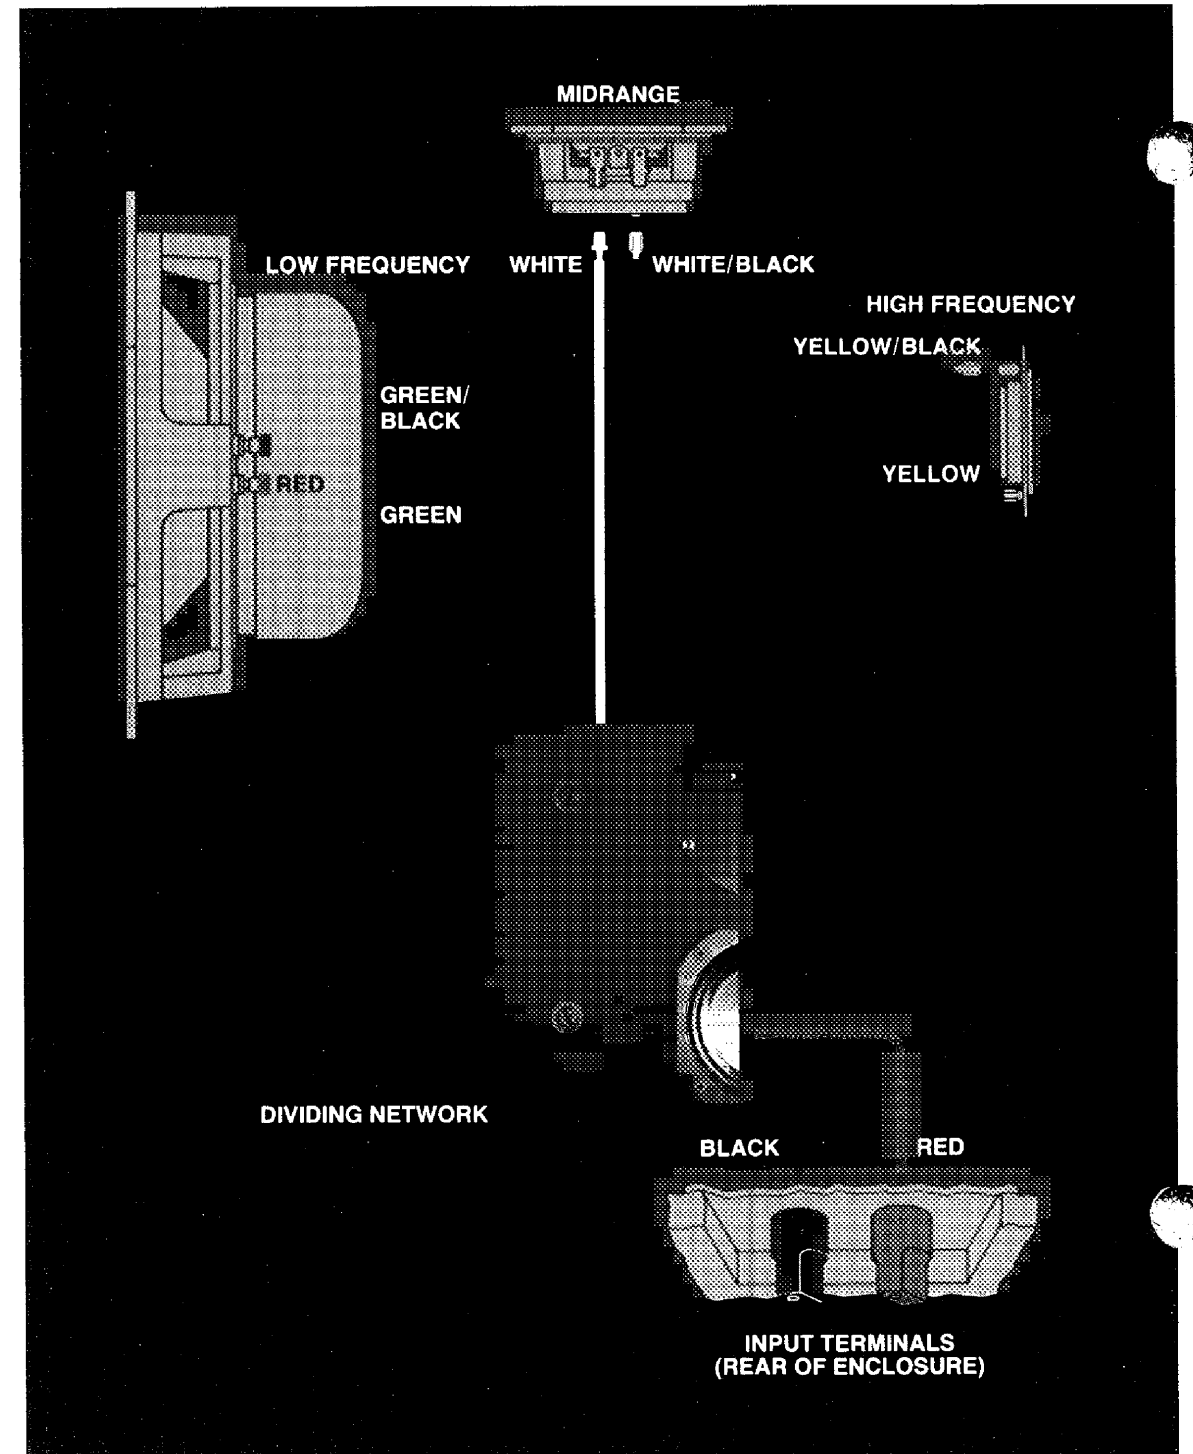 MIDRANGE
LOW FREQUENCY
WHITE
WHITE/BLACK
HIGH FREQUENCY
YELLOW/BLACK
GREEN/
BLACK
RED
YELLOW
GREEN
DIVIDING NETWORK
BLACK
RED
INPUT TERMINALS
(REAR OF ENCLOSURE)